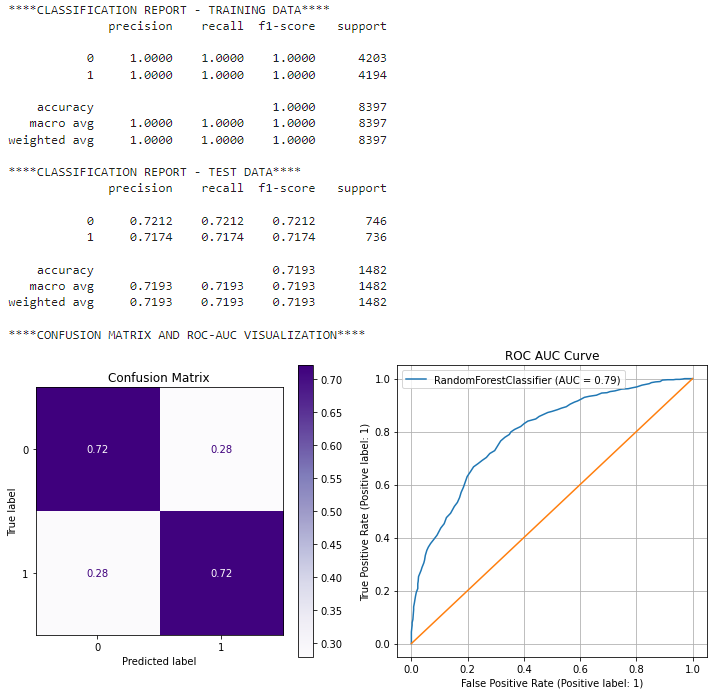 ****CLASSIFICATION REPORT - TRAINING DATA****
precision recall f1-score support
0 1.0000 1.0000 1.0000 4203
1 1.0000 1.0000 1.0000 4194
accuracy 1.0000 8397
macro avg 1.0000 1.0000 1.0000 8397
weighted avg 1.0000 1.0000 1.0000 8397
****CLASSIFICATION REPORT - TEST DATA****
precision recall f1-score support
0 0.7212 0.7212 0.7212 746
1 0.7174 0.7174 0.7174 736
accuracy 0.7193 1482
macro avg 0.7193 0.7193 0.7193 1482
weighted avg 0.7193 0.7193 0.7193 1482
****CONFUSION MATRIX AND ROC-AUC VISUALIZATION****
Confusion Matrix
True label
0
1
0.72 0.28
0.28 0.72
0 1
Predicted label
0.70
0.65
0.60
0.55
0.50
0.45
0.40
0.35
0.30
ROC AUC Curve
RandomForestClassifier (AUC = 0.79)
True Positive Rate (Positive label: 1)
1.0
0.8
0.6
0.4
0.2
0.0
0.0 0.2 0.4 0.6 0.8 1.0
False Positive Rate (Positive label: 1)